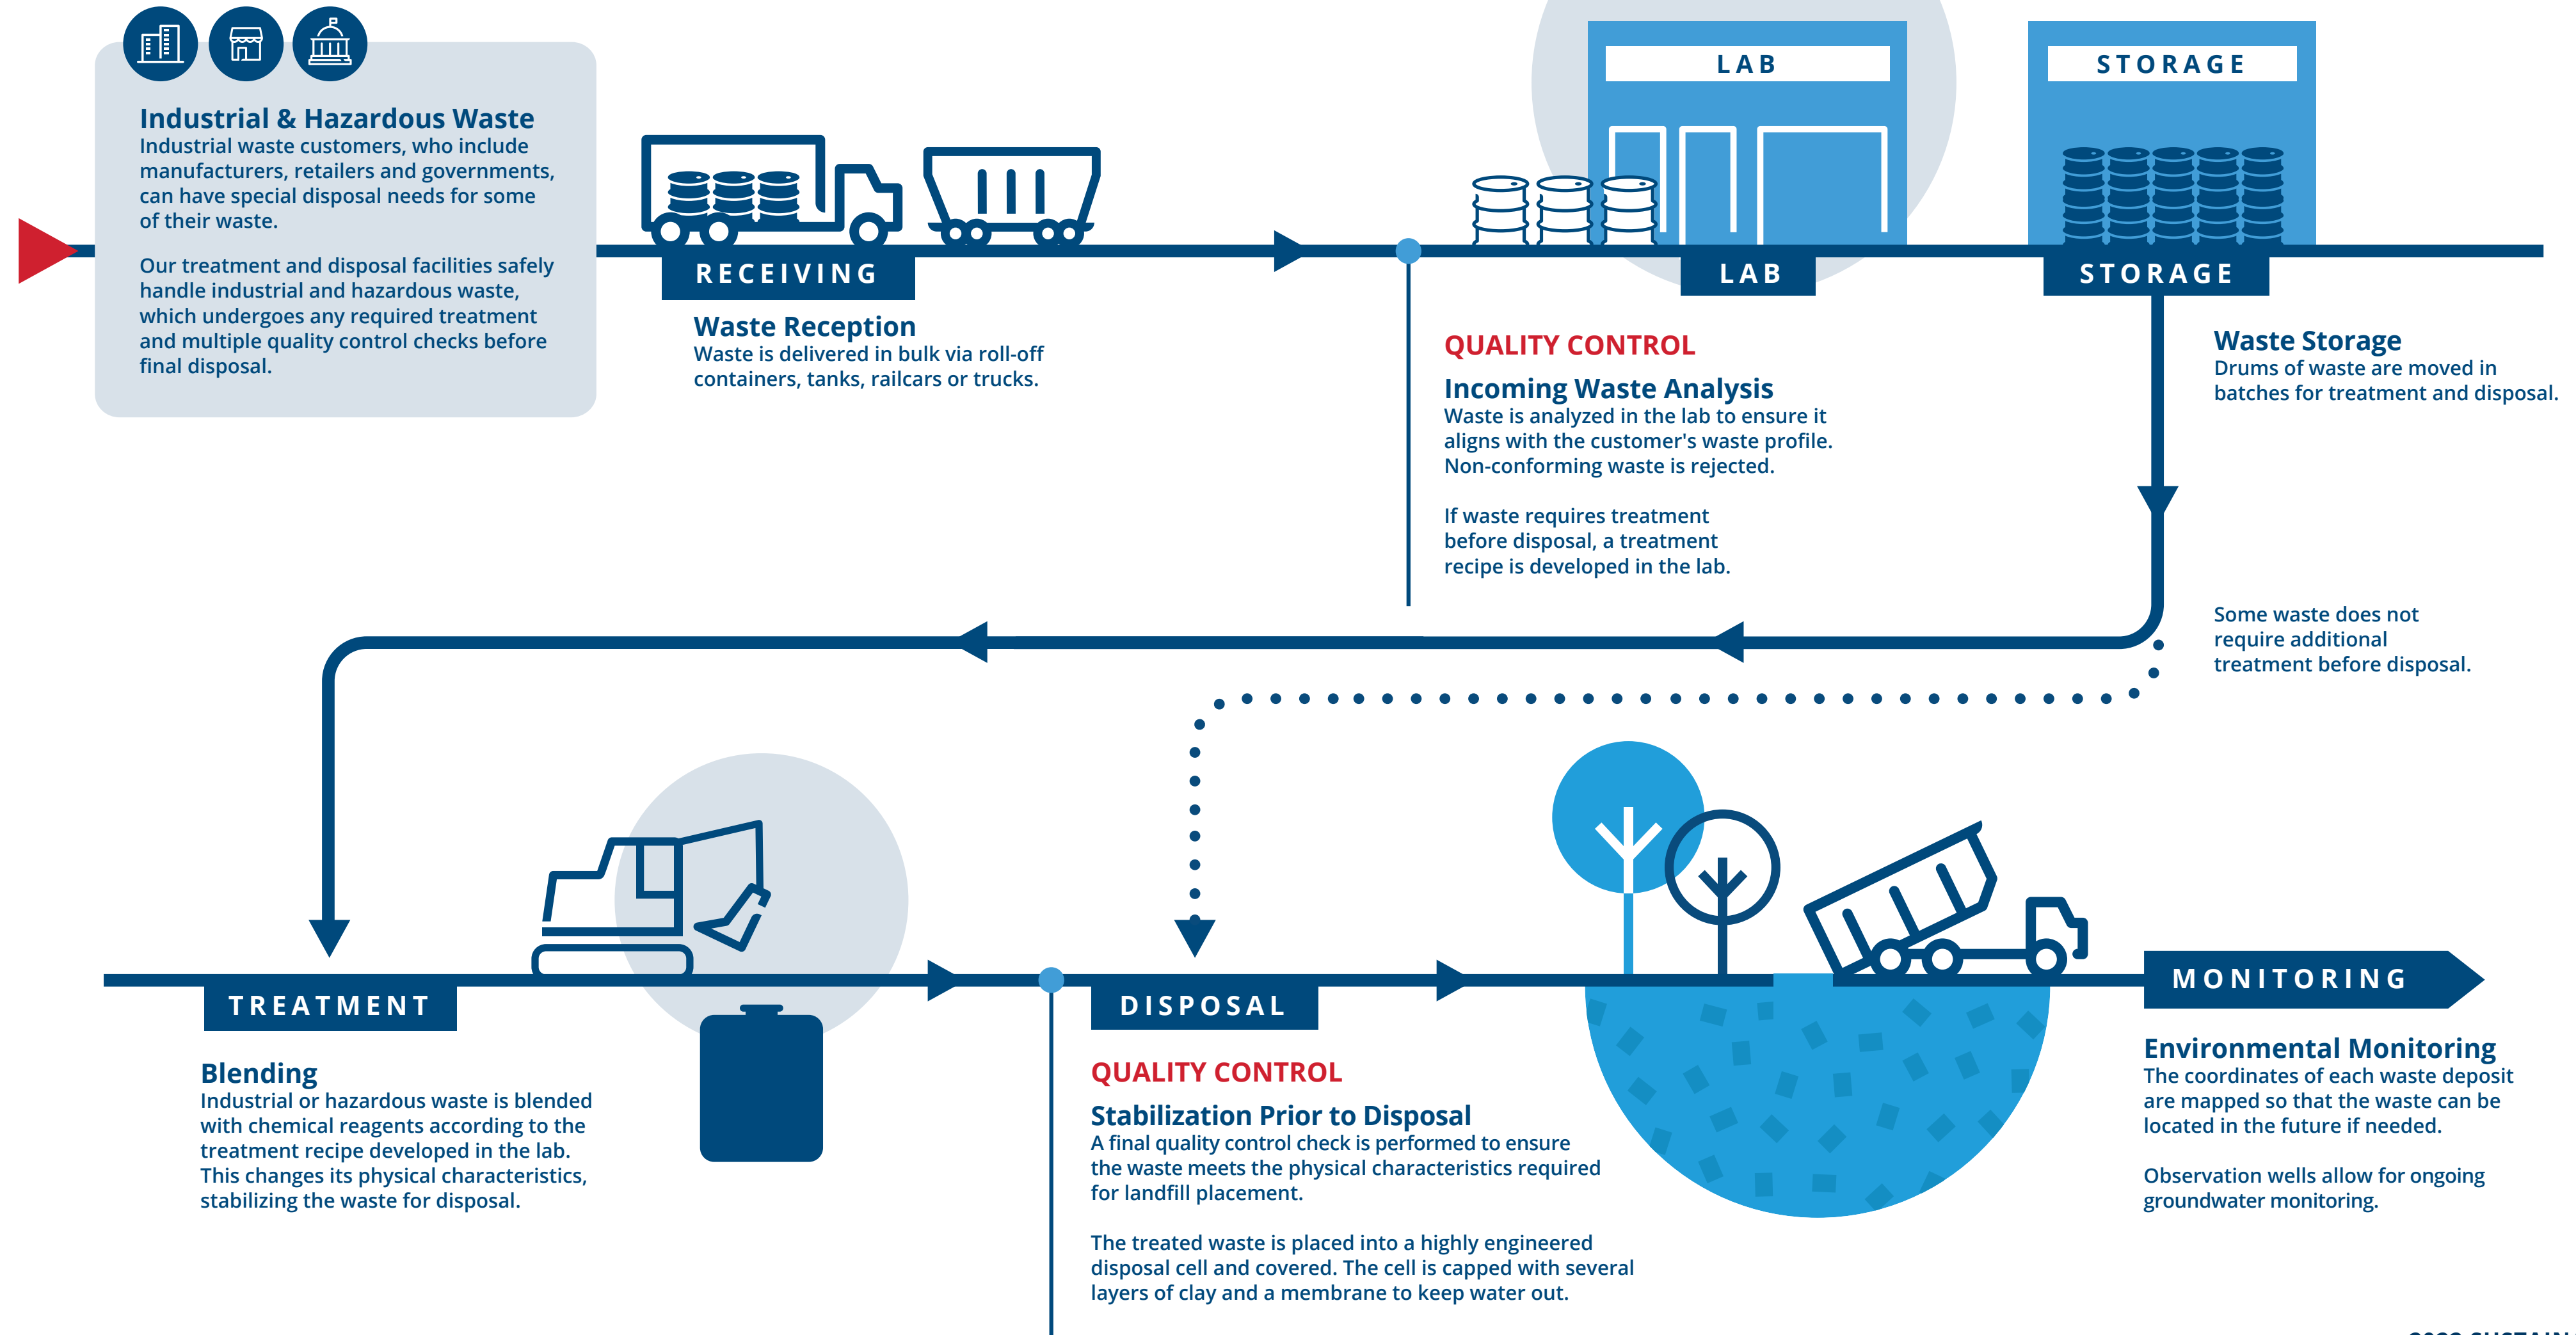 Industrial & Hazardous Waste
Industrial waste customers, who include
manufacturers, retailers and governments,
can have special disposal needs for some
of their waste.
Our treatment and disposal facilities safely
handle industrial and hazardous waste,
which undergoes any required treatment
and multiple quality control checks before
final disposal.
RECEIVING
Waste Reception
Waste is delivered in bulk via roll-off
containers, tanks, railcars or trucks.
LAB
LAB
QUALITY CONTROL
Incoming Waste Analysis
Waste is analyzed in the lab to ensure it
aligns with the customer's waste profile.
Non-conforming waste is rejected.
If waste requires treatment
before disposal, a treatment
recipe is developed in the lab.
STORAGE
STORAGE
Waste Storage
Drums of waste are moved in
batches for treatment and disposal.
Some waste does not
require additional
treatment before disposal.
TREATMENT
Blending
Industrial or hazardous waste is blended
with chemical reagents according to the
treatment recipe developed in the lab.
This changes its physical characteristics,
stabilizing the waste for disposal.
DISPOSAL
QUALITY CONTROL
Stabilization Prior to Disposal
A final quality control check is performed to ensure
the waste meets the physical characteristics required
for landfill placement.
The treated waste is placed into a highly engineered
disposal cell and covered. The cell is capped with several
layers of clay and a membrane to keep water out.
MONITORING
Environmental Monitoring
The coordinates of each waste deposit
are mapped so that the waste can be
located in the future if needed.
Observation wells allow for ongoing
groundwater monitoring.